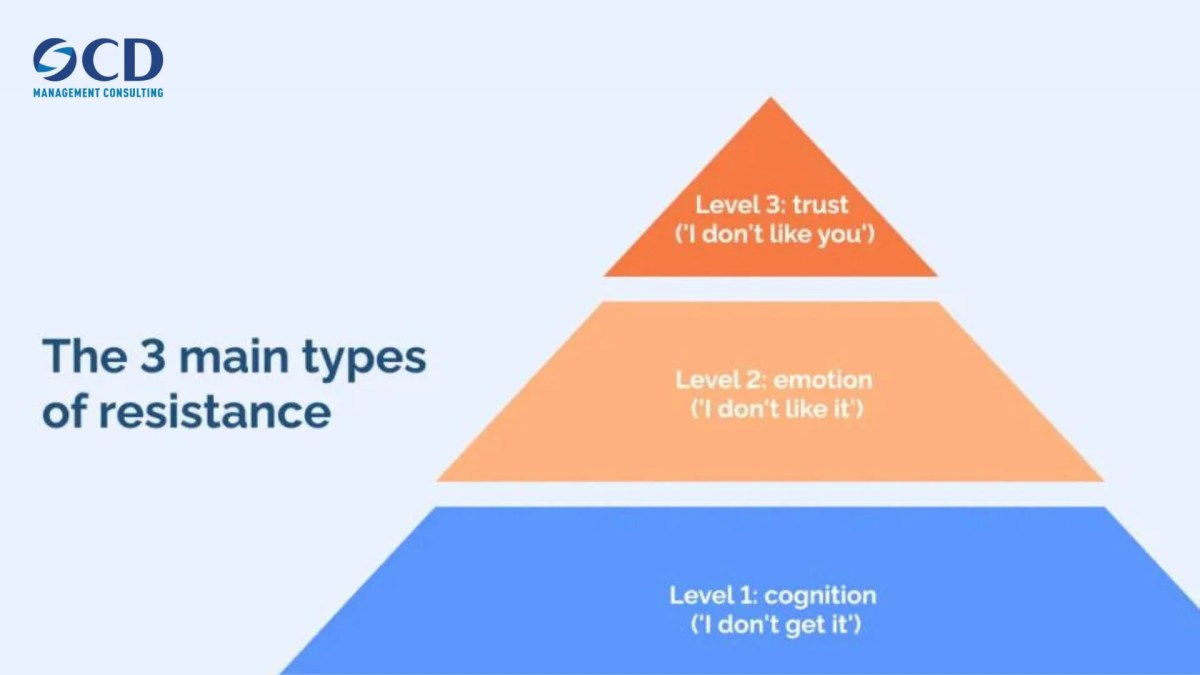 OCD
MANAGEMENT CONSULTING
Level 3: trust
('I don't like you')
The 3 main types
of resistance
Level 2: emotion
('I don't like it')
Level 1: cognition
('I don't get it')